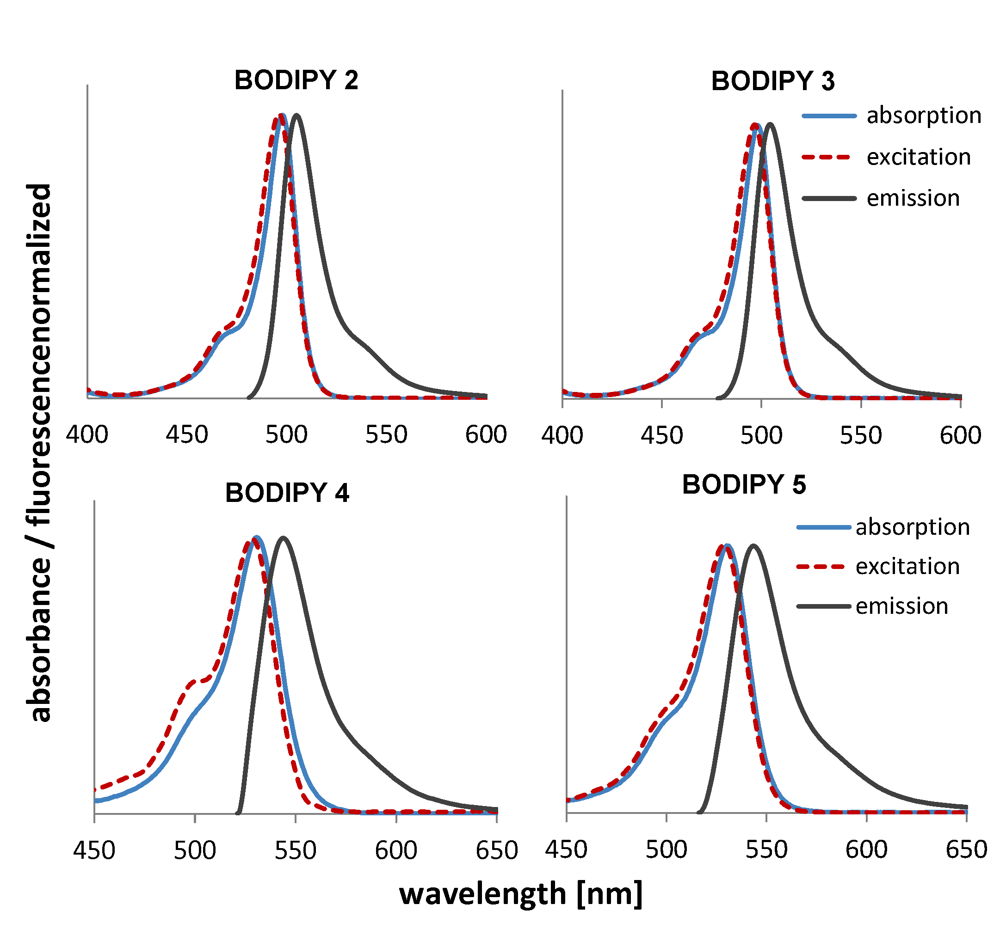 BODIPY 2
BODIPY 3
absorption
excitation
emission
400 450 500 550 600
400 450 500 550 600
absorbance / fluorescencenormalized
BODIPY 4
BODIPY 5
absorption
excitation
emission
450 500 550 600 650
450 500 550 600 650
wavelength [nm]